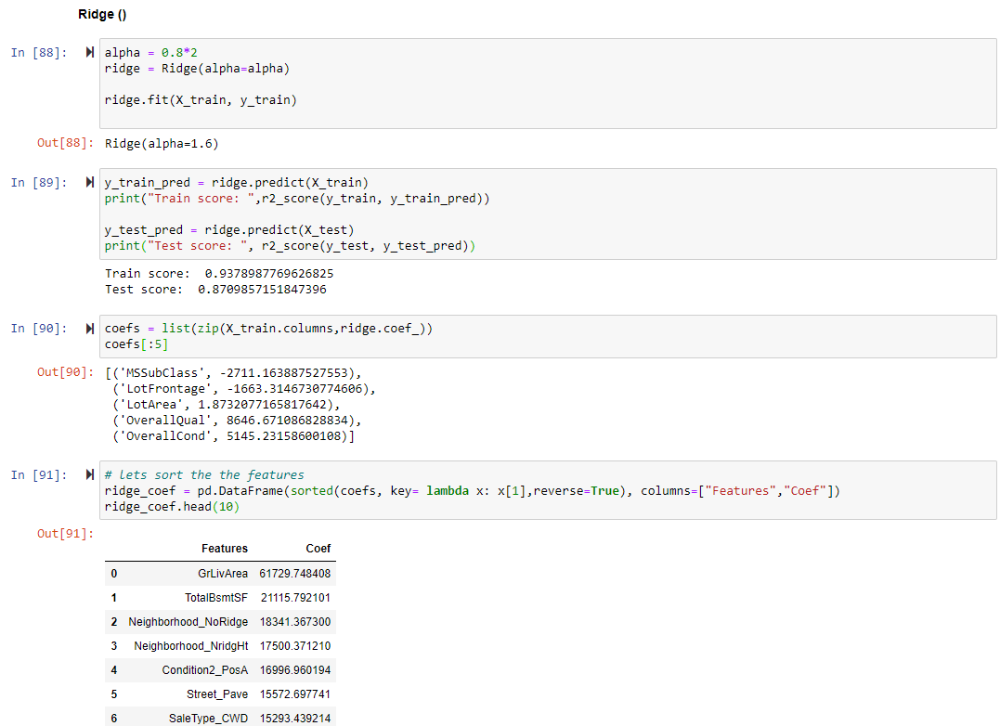 Ridge ()
In [88]: alpha = 0.8*2
ridge = Ridge(alpha=alpha)
ridge.fit(X_train, y_train)
Out[88]: Ridge(alpha=1.6)
In [89]: y_train_pred = ridge.predict(X_train)
print("Train score: ",r2_score(y_train, y_train_pred))
y_test_pred = ridge.predict(X_test)
print("Test score: ", r2_score(y_test, y_test_pred))
Train score:  0.9378987769626825
Test score:  0.8709857151847396
In [90]: coefs = list(zip(X_train.columns,ridge.coef_))
coefs[:5]
Out[90]: [('MSSubClass', -2711.163887527553),
('LotFrontage', -1663.3146730774606),
('LotArea', 1.8732077165817642),
('OverallQual', 8646.671086828834),
('OverallCond', 5145.23158600108)]
In [91]: # lets sort the the features
ridge_coef = pd.DataFrame(sorted(coefs, key= lambda x: x[1],reverse=True), columns=["Features","Coef"])
ridge_coef.head(10)
Out[91]:
Features Coef
0 GrLivArea 61729.748408
1 TotalBsmtSF 21115.792101
2 Neighborhood_NoRidge 18341.367300
3 Neighborhood_NridgHt 17500.371210
4 Condition2_PosA 16996.960194
5 Street_Pave 15572.697741
6 SaleType_CWD 15293.439214